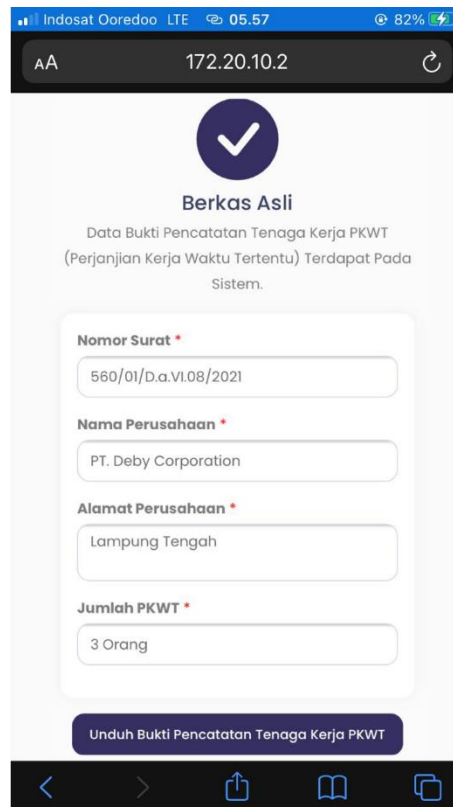 Indosat Ooredoo LTE 05.57 82%
AA 172.20.10.2
Berkas Asli
Data Bukti Pencatatan Tenaga Kerja PKWT
(Perjanjian Kerja Waktu Tertentu) Terdapat Pada
Sistem.
Nomor Surat *
560/01/D.a.VI.08/2021
Nama Perusahaan *
PT. Deby Corporation
Alamat Perusahaan *
Lampung Tengah
Jumlah PKWT *
3 Orang
Unduh Bukti Pencatatan Tenaga Kerja PKWT